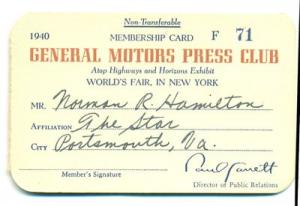 Non-Transferable
1940 MEMBERSHIP CARD F 71
GENERAL MOTORS PRESS CLUB
Atop Highways and Horizons Exhibit
WORLD'S FAIR, IN NEW YORK
MR. Norman R. Hamilton
AFFILIATION The Star
CITY Portsmouth, Va.
Paul Garrett
Member's Signature Director of Public Relations